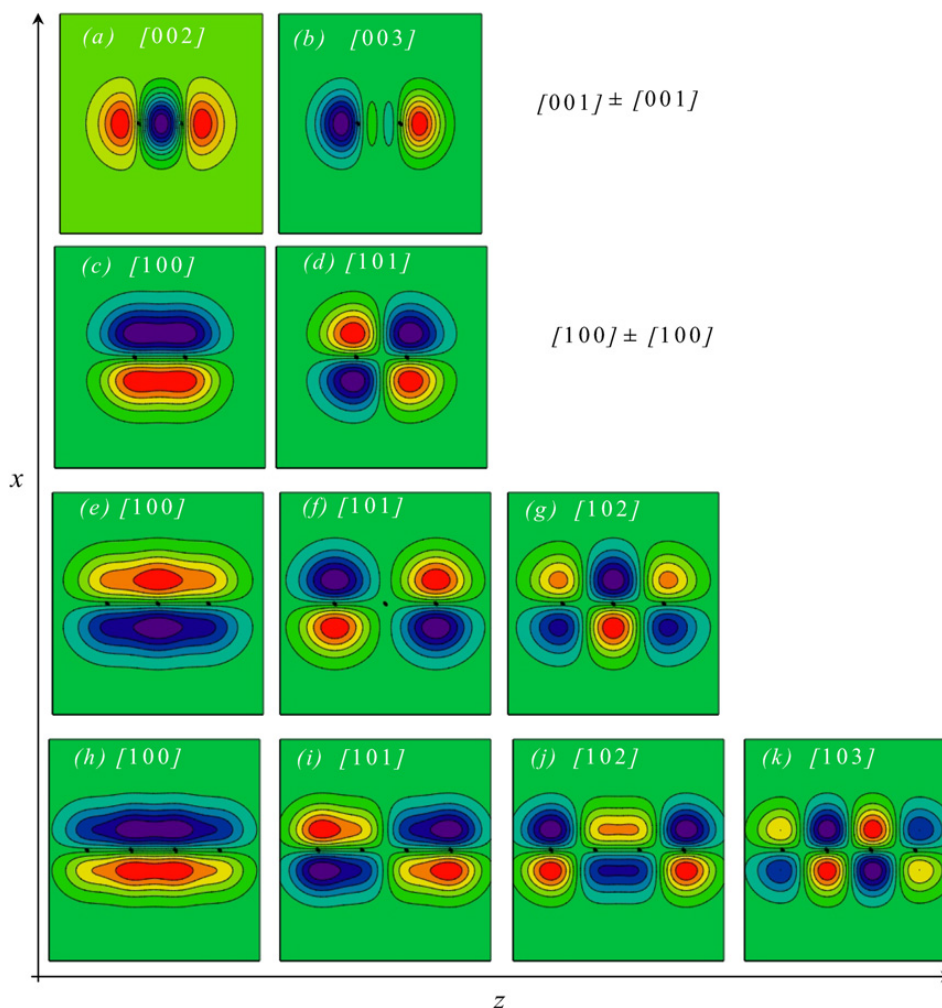 (a) [002]
(b) [003]
[001] ± [001]
(c) [100]
(d) [101]
[100] ± [100]
x
(e) [100]
(f) [101]
(g) [102]
(h) [100]
(i) [101]
(j) [102]
(k) [103]
z